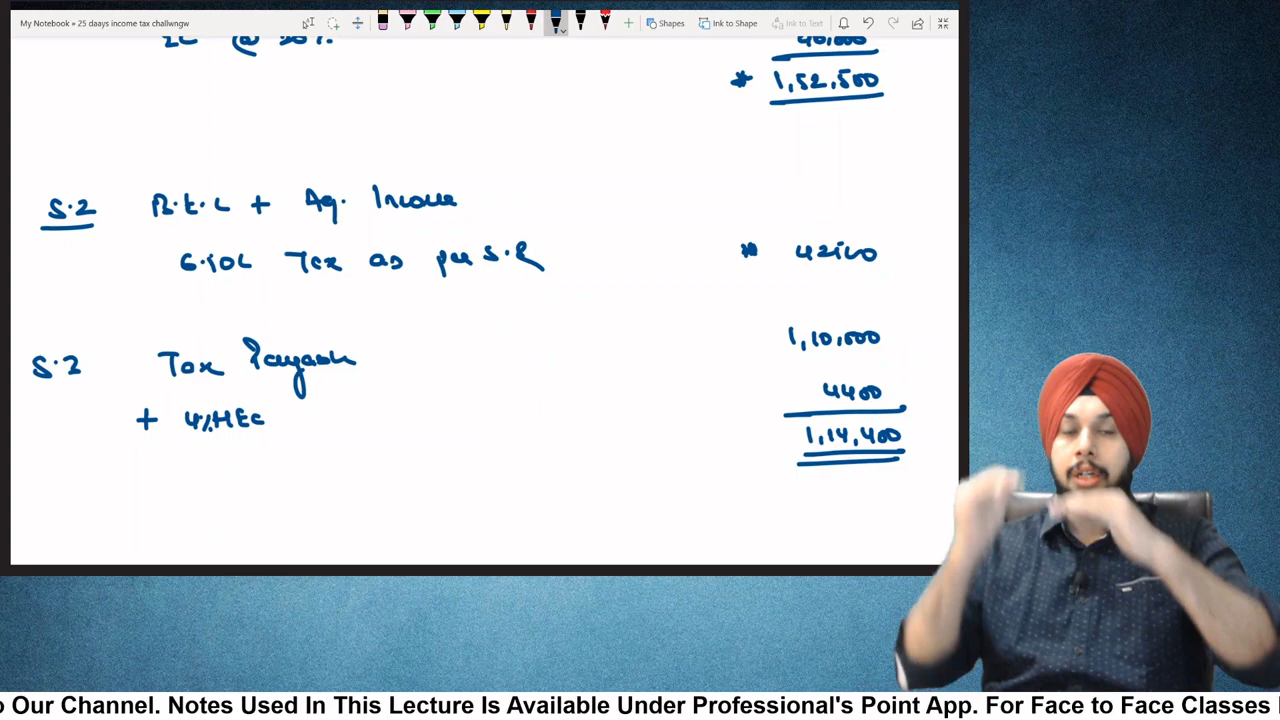 My Notebook » 25 daays income tax challwngw
Shapes Ink to Shape Ink to Text
@
* 1,52,500
S.2 B.E.L + Ag. Income
Tax as per S.R *
1,10,000
Tax Payable
4400
+ 4% HEC
1,14,400
o Our Channel. Notes Used In This Lecture Is Available Under Professional's Point App. For Face to Face Classes